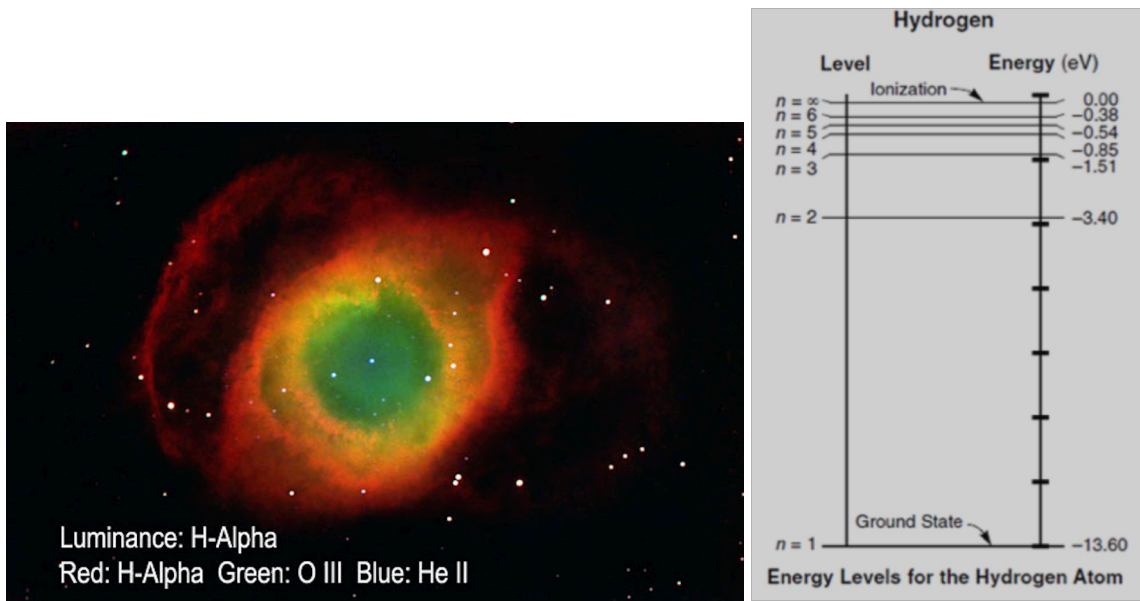 Luminance: H-Alpha
Red: H-Alpha Green: O III Blue: He II
Hydrogen
Level Energy (eV)
Ionization
n = ∞ 0.00
n = 6 −0.38
n = 5 −0.54
n = 4 −0.85
n = 3 −1.51
n = 2 −3.40
Ground State
n = 1 −13.60
Energy Levels for the Hydrogen Atom